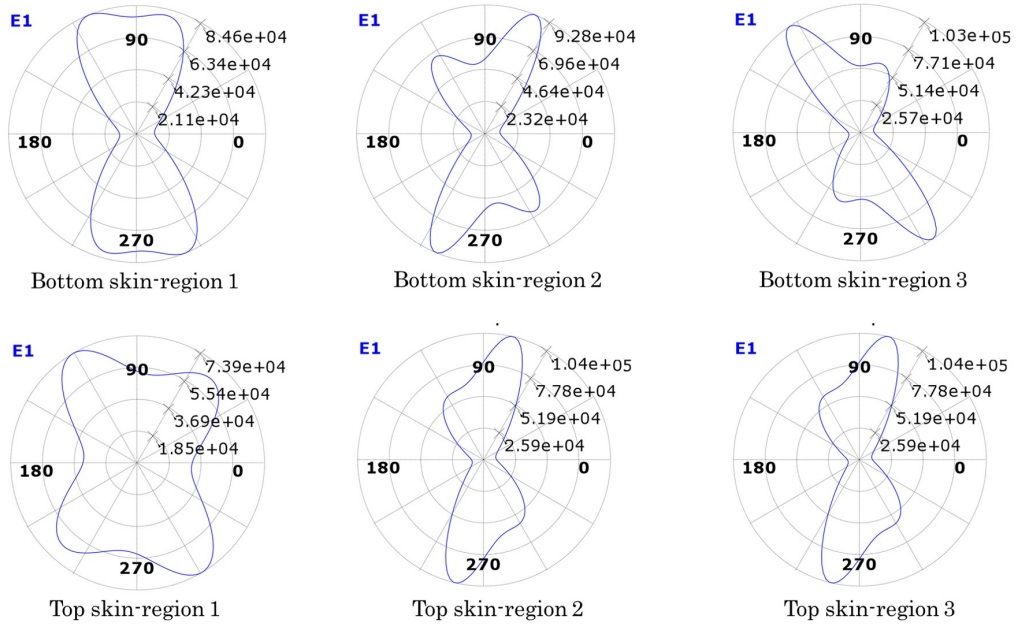 E1
90
8.46e+04
6.34e+04
4.23e+04
2.11e+04
180
0
270
Bottom skin-region 1
E1
90
9.28e+04
6.96e+04
4.64e+04
2.32e+04
180
0
270
Bottom skin-region 2
E1
90
1.03e+05
7.71e+04
5.14e+04
2.57e+04
180
0
270
Bottom skin-region 3
E1
90
7.39e+04
5.54e+04
3.69e+04
1.85e+04
180
0
270
Top skin-region 1
E1
90
1.04e+05
7.78e+04
5.19e+04
2.59e+04
180
0
270
Top skin-region 2
E1
90
1.04e+05
7.78e+04
5.19e+04
2.59e+04
180
0
270
Top skin-region 3